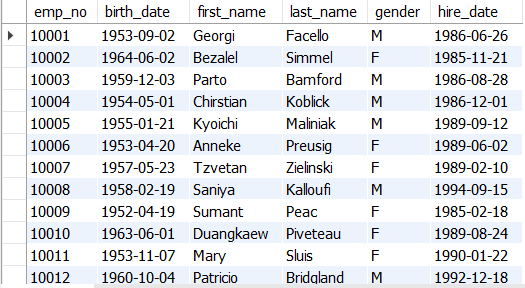 emp_no birth_date first_name last_name gender hire_date
10001 1953-09-02 Georgi Facello M 1986-06-26
10002 1964-06-02 Bezalel Simmel F 1985-11-21
10003 1959-12-03 Parto Bamford M 1986-08-28
10004 1954-05-01 Chirstian Koblick M 1986-12-01
10005 1955-01-21 Kyoichi Maliniak M 1989-09-12
10006 1953-04-20 Anneke Preusig F 1989-06-02
10007 1957-05-23 Tzvetan Zielinski F 1989-02-10
10008 1958-02-19 Saniya Kalloufi M 1994-09-15
10009 1952-04-19 Sumant Peac F 1985-02-18
10010 1963-06-01 Duangkaew Piveteau F 1989-08-24
10011 1953-11-07 Mary Sluis F 1990-01-22
10012 1960-10-04 Patricio Bridgland M 1992-12-18